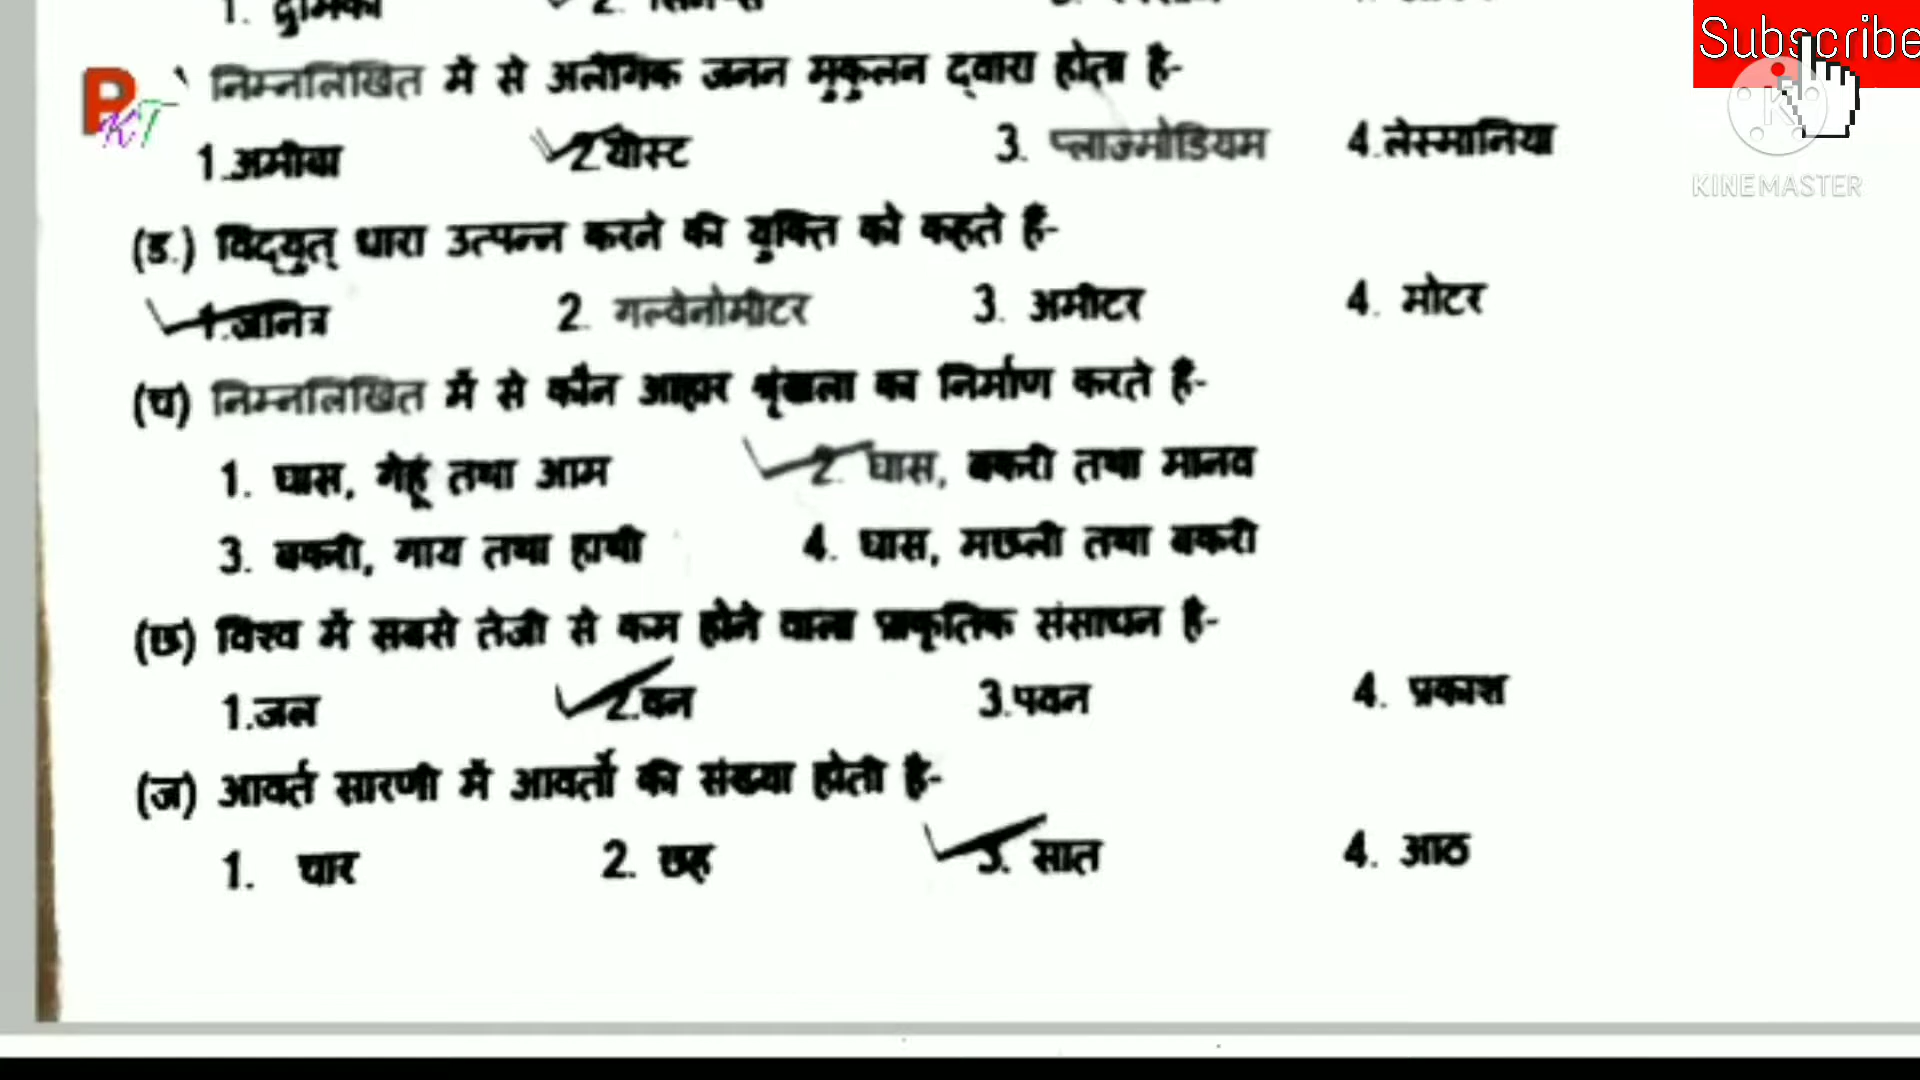 1. द्रुमिका 2. सिनेप्स
Subscribe
निम्नलिखित में से अलैंगिक जनन मुकुलन द्वारा होता है-
P
KT
1.अमीबा 2 यीस्ट 3. प्लाज्मोडियम 4.लेस्मानिया
K
KINEMASTER
(ड.) विद्युत् धारा उत्पन्न करने की युक्ति को कहते हैं-
1.जनित्र 2. गल्वेनोमीटर 3. अमीटर 4. मोटर
(च) निम्नलिखित में से कौन आहार श्रृंखला का निर्माण करते हैं-
1. घास, गेहूं तथा आम 2. घास, बकरी तथा मानव
3. बकरी, गाय तथा हाथी 4. घास, मछली तथा बकरी
(छ) विश्व में सबसे तेजी से कम होने वाला प्राकृतिक संसाधन है-
1.जल 2.वन 3.पवन 4. प्रकाश
(ज) आवर्त सारणी में आवर्तो की संख्या होती है-
1. चार 2. छह 3. सात 4. आठ